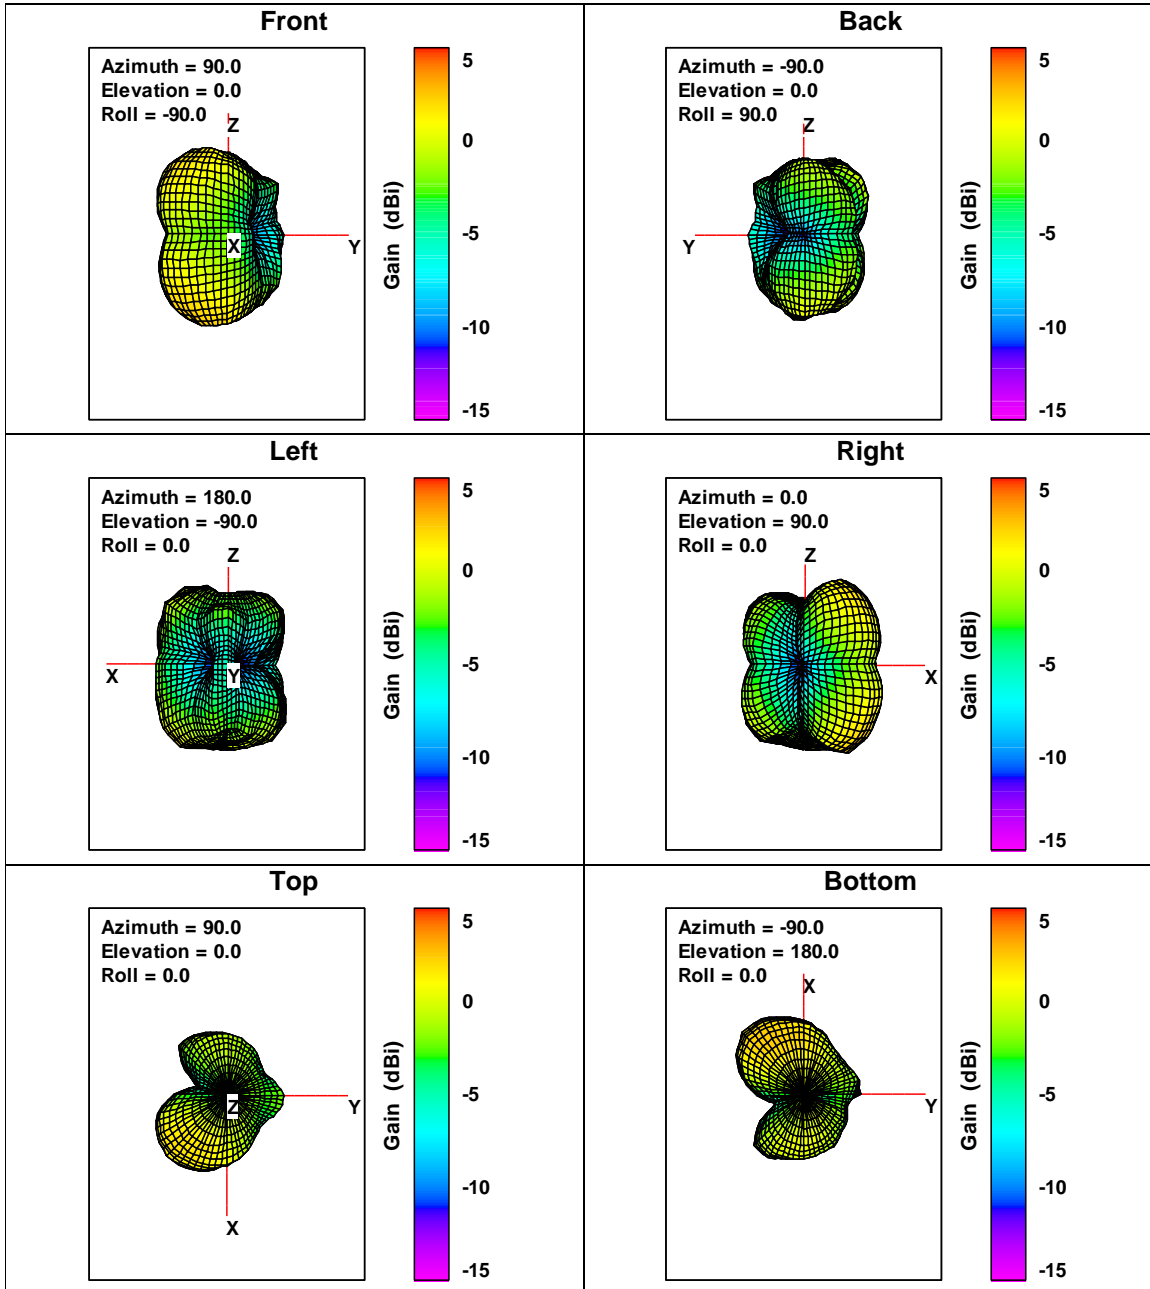 Front
Azimuth = 90.0
Elevation = 0.0
Roll = -90.0
Z
X
Y
5
0
-5
-10
-15
Gain (dBi)
Back
Azimuth = -90.0
Elevation = 0.0
Roll = 90.0
Z
Y
5
0
-5
-10
-15
Gain (dBi)
Left
Azimuth = 180.0
Elevation = -90.0
Roll = 0.0
Z
X
Y
5
0
-5
-10
-15
Gain (dBi)
Right
Azimuth = 0.0
Elevation = 90.0
Roll = 0.0
Z
X
5
0
-5
-10
-15
Gain (dBi)
Top
Azimuth = 90.0
Elevation = 0.0
Roll = 0.0
Z
Y
X
5
0
-5
-10
-15
Gain (dBi)
Bottom
Azimuth = -90.0
Elevation = 180.0
Roll = 0.0
X
Y
5
0
-5
-10
-15
Gain (dBi)